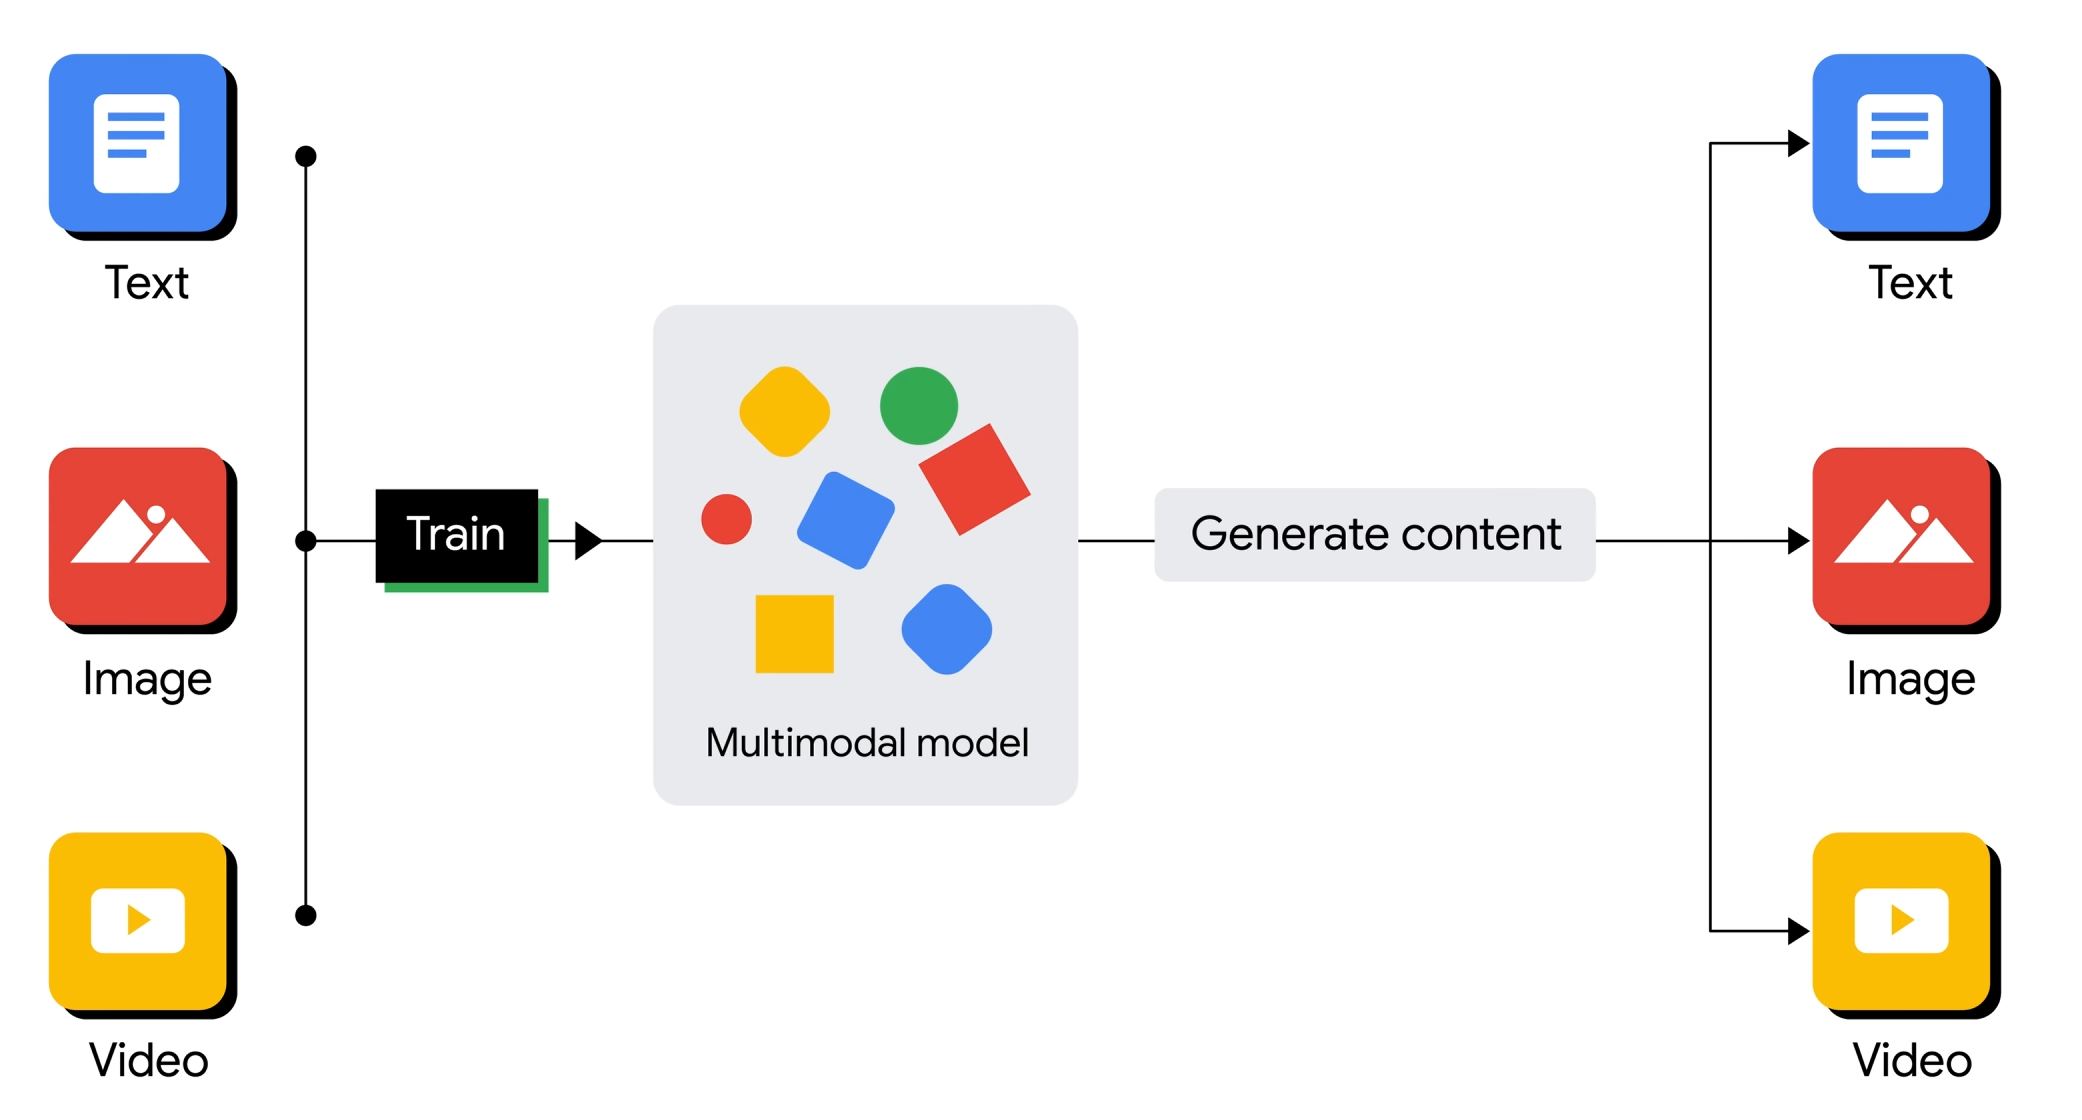 Text
Image
Video
Train
Multimodal model
Generate content
Text
Image
Video